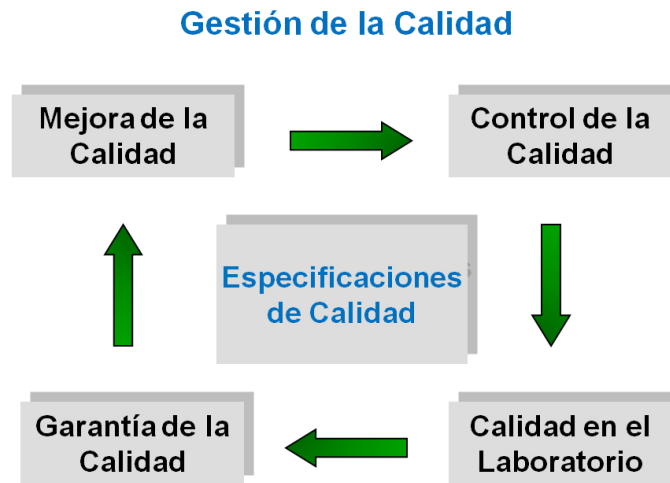 Gestión de la Calidad
Mejora de la
Calidad
Control de la
Calidad
Especificaciones
de Calidad
Garantía de la
Calidad
Calidad en el
Laboratorio